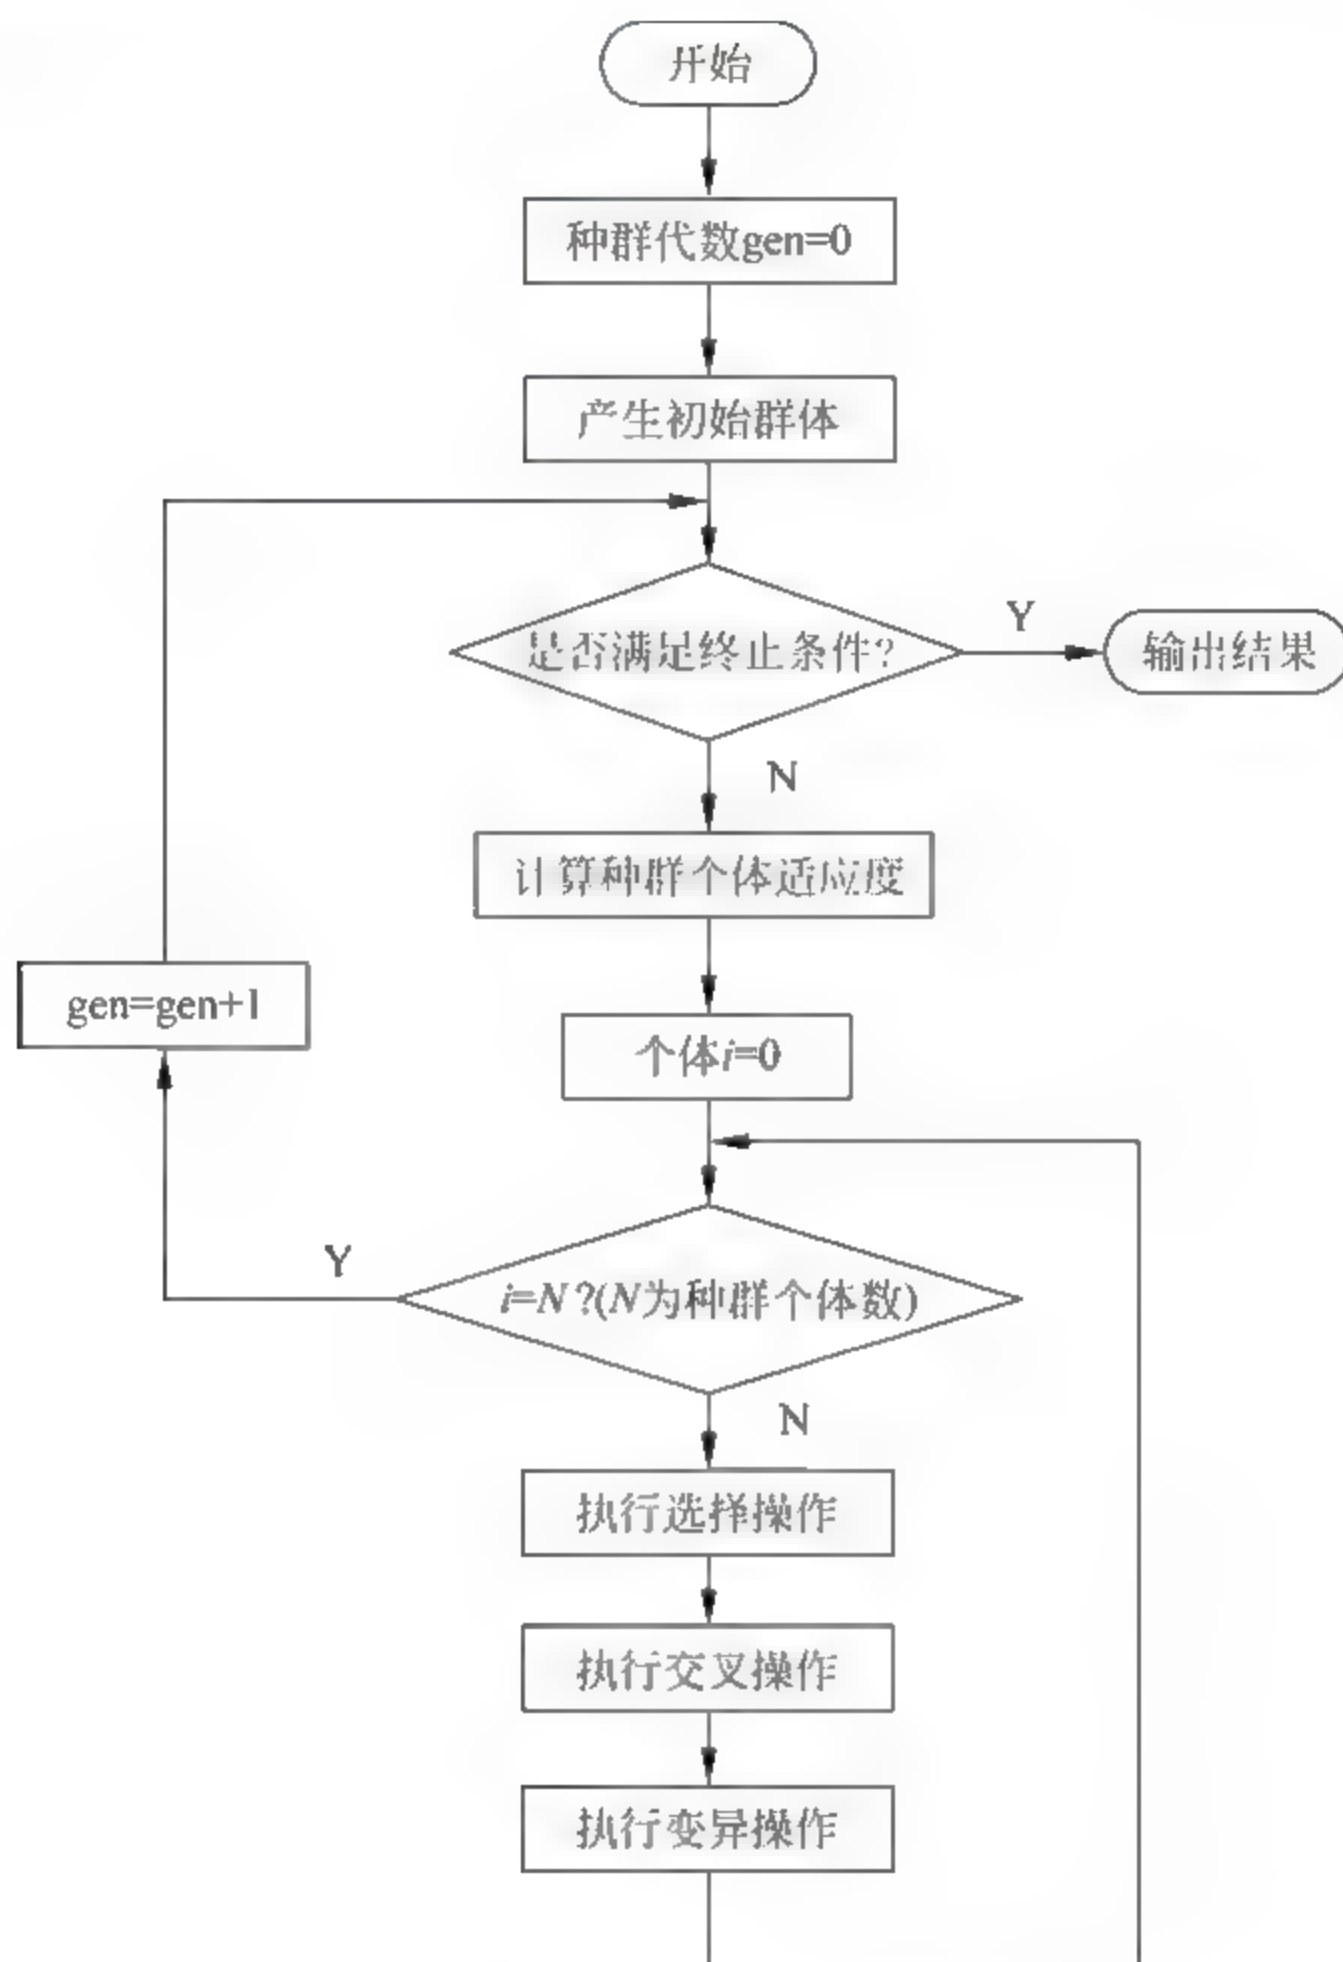 开始
种群代数gen=0
产生初始群体
是否满足终止条件?
Y
输出结果
N
计算种群个体适应度
gen=gen+1
个体i=0
Y
i=N?(N为种群个体数)
N
执行选择操作
执行交叉操作
执行变异操作